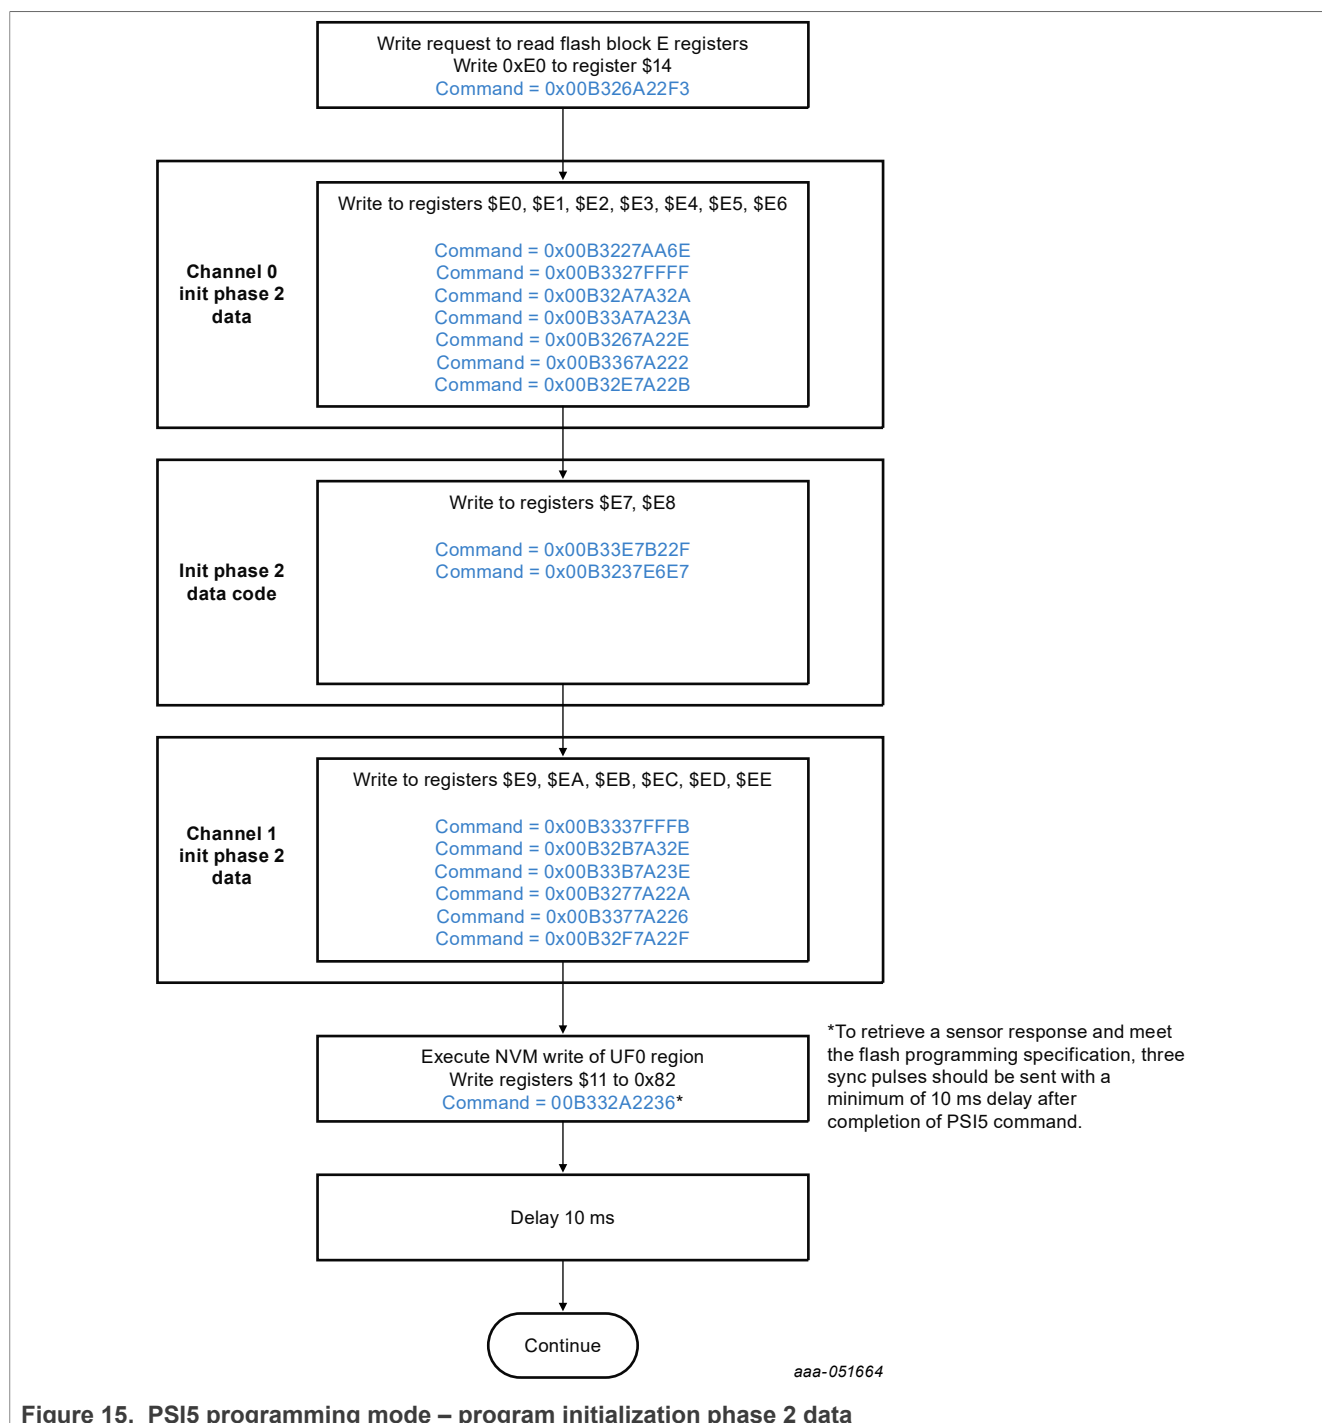 Write request to read flash block E registers
Write 0xE0 to register $14
Command = 0x00B326A22F3
Channel 0
init phase 2
data
Write to registers $E0, $E1, $E2, $E3, $E4, $E5, $E6
Command = 0x00B3227AA6E
Command = 0x00B3327FFFF
Command = 0x00B32A7A32A
Command = 0x00B33A7A23A
Command = 0x00B3267A22E
Command = 0x00B3367A222
Command = 0x00B32E7A22B
Init phase 2
data code
Write to registers $E7, $E8
Command = 0x00B33E7B22F
Command = 0x00B3237E6E7
Channel 1
init phase 2
data
Write to registers $E9, $EA, $EB, $EC, $ED, $EE
Command = 0x00B3337FFFB
Command = 0x00B32B7A32E
Command = 0x00B33B7A23E
Command = 0x00B3277A22A
Command = 0x00B3377A226
Command = 0x00B32F7A22F
Execute NVM write of UF0 region
Write registers $11 to 0x82
Command = 00B332A2236*
*To retrieve a sensor response and meet
the flash programming specification, three
sync pulses should be sent with a
minimum of 10 ms delay after
completion of PSI5 command.
Delay 10 ms
Continue
aaa-051664
Figure 15. PSI5 programming mode – program initialization phase 2 data